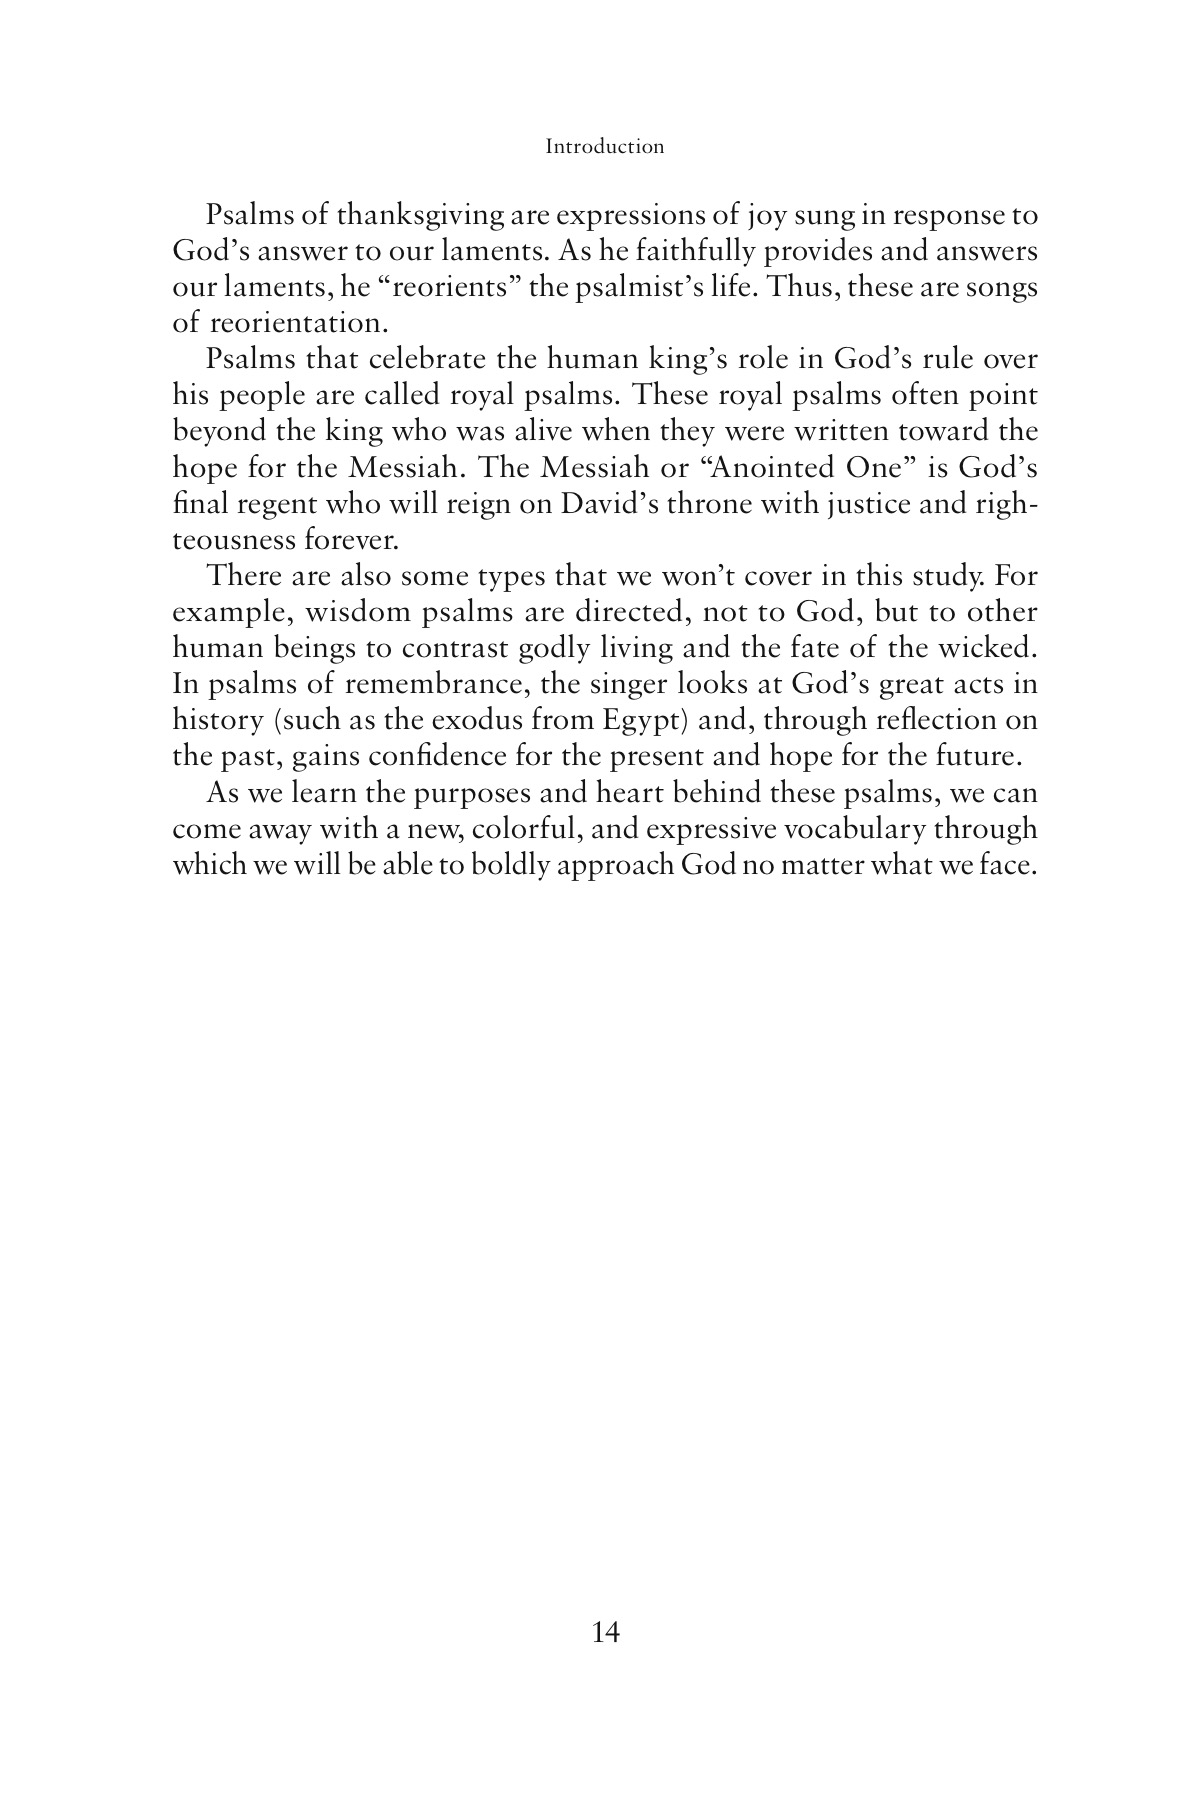 Introduction
Psalms of thanksgiving are expressions of joy sung in response to
God’s answer to our laments. As he faithfully provides and answers
our laments, he “reorients” the psalmist’s life. Thus, these are songs
of reorientation.
Psalms that celebrate the human king’s role in God’s rule over
his people are called royal psalms. These royal psalms often point
beyond the king who was alive when they were written toward the
hope for the Messiah. The Messiah or “Anointed One” is God’s
final regent who will reign on David’s throne with justice and righ-
teousness forever.
There are also some types that we won’t cover in this study. For
example, wisdom psalms are directed, not to God, but to other
human beings to contrast godly living and the fate of the wicked.
In psalms of remembrance, the singer looks at God’s great acts in
history (such as the exodus from Egypt) and, through reflection on
the past, gains confidence for the present and hope for the future.
As we learn the purposes and heart behind these psalms, we can
come away with a new, colorful, and expressive vocabulary through
which we will be able to boldly approach God no matter what we face.
14